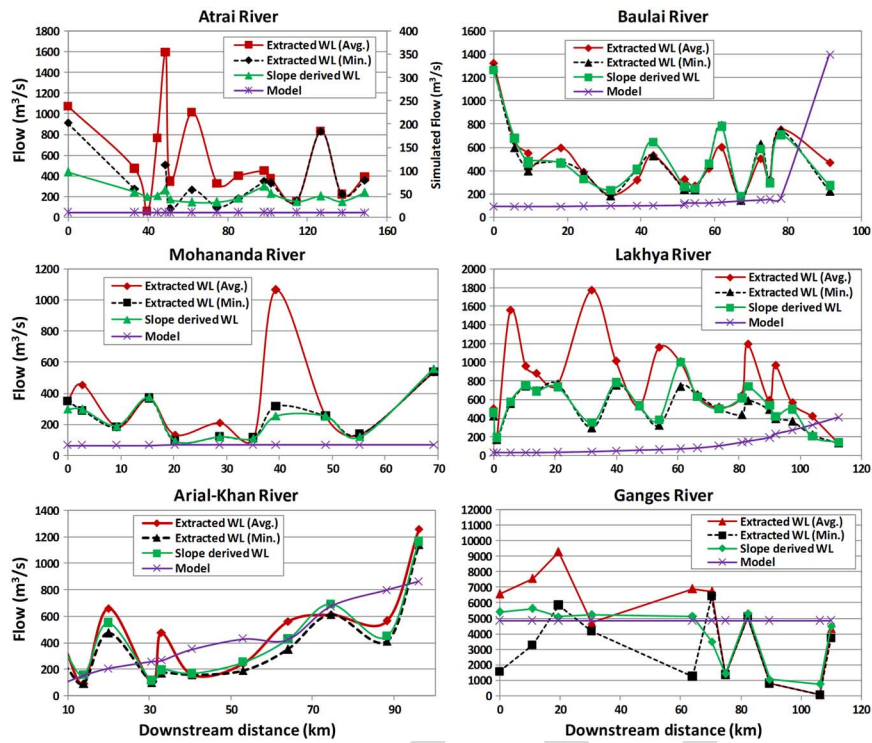 Atrai River
Flow (m³/s)
1800
1600
1400
1200
1000
800
600
400
200
0
Extracted WL (Avg.)
Extracted WL (Min.)
Slope derived WL
Model
400
350
300
250
200
150
100
50
0
Simulated Flow (m³/s)
0 20 40 60 80 100 120 140 160
Baulai River
1600
1400
1200
1000
800
600
400
200
0
Extracted WL (Avg.)
Extracted WL (Min.)
Slope derived WL
Model
0 20 40 60 80 100
Mohananda River
Flow (m³/s)
1200
1000
800
600
400
200
0
Extracted WL (Avg.)
Extracted WL (Min.)
Slope derived WL
Model
0 10 20 30 40 50 60 70
Lakhya River
2000
1800
1600
1400
1200
1000
800
600
400
200
0
Extracted WL (Avg.)
Extracted WL (Min.)
Slope derived WL
Model
0 20 40 60 80 100 120
Arial-Khan River
Flow (m³/s)
1400
1200
1000
800
600
400
200
0
Extracted WL (Avg.)
Extracted WL (Min.)
Slope derived WL
Model
10 30 50 70 90
Downstream distance (km)
Ganges River
12000
11000
10000
9000
8000
7000
6000
5000
4000
3000
2000
1000
0
Extracted WL (Avg.)
Extracted WL (Min.)
Slope derived WL
Model
0 20 40 60 80 100 120
Downstream distance (km)